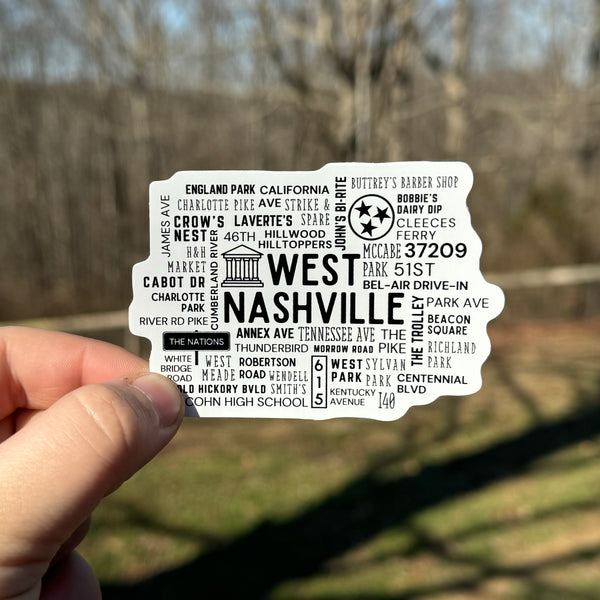 ENGLAND PARK CALIFORNIA
CHARLOTTE PIKE AVE STRIKE &
CROW'S LAVERTE'S SPARE
NEST 46TH HILLWOOD
HILLTOPPERS
JAMES AVE
H&H
MARKET
CUMBERLAND RIVER
CABOT DR
CHARLOTTE
PARK
RIVER RD PIKE
JOHN'S BI-RITE
BUTTREY'S BARBER SHOP
BOBBIE'S
DAIRY DIP
CLEECES
FERRY
MCCABE 37209
PARK 51ST
BEL-AIR DRIVE-IN
WEST
NASHVILLE
THE TROLLEY
PARK AVE
BEACON
SQUARE
RICHLAND
PARK
THE NATIONS
ANNEX AVE TENNESSEE AVE THE
THUNDERBIRD MORROW ROAD PIKE
WHITE
BRIDGE
ROAD
WEST
MEADE
ROBERTSON
ROAD WENDELL
OLD HICKORY BVLD SMITH'S
COHN HIGH SCHOOL
615
WEST SYLVAN
PARK PARK
KENTUCKY
AVENUE I40
CENTENNIAL
BLVD